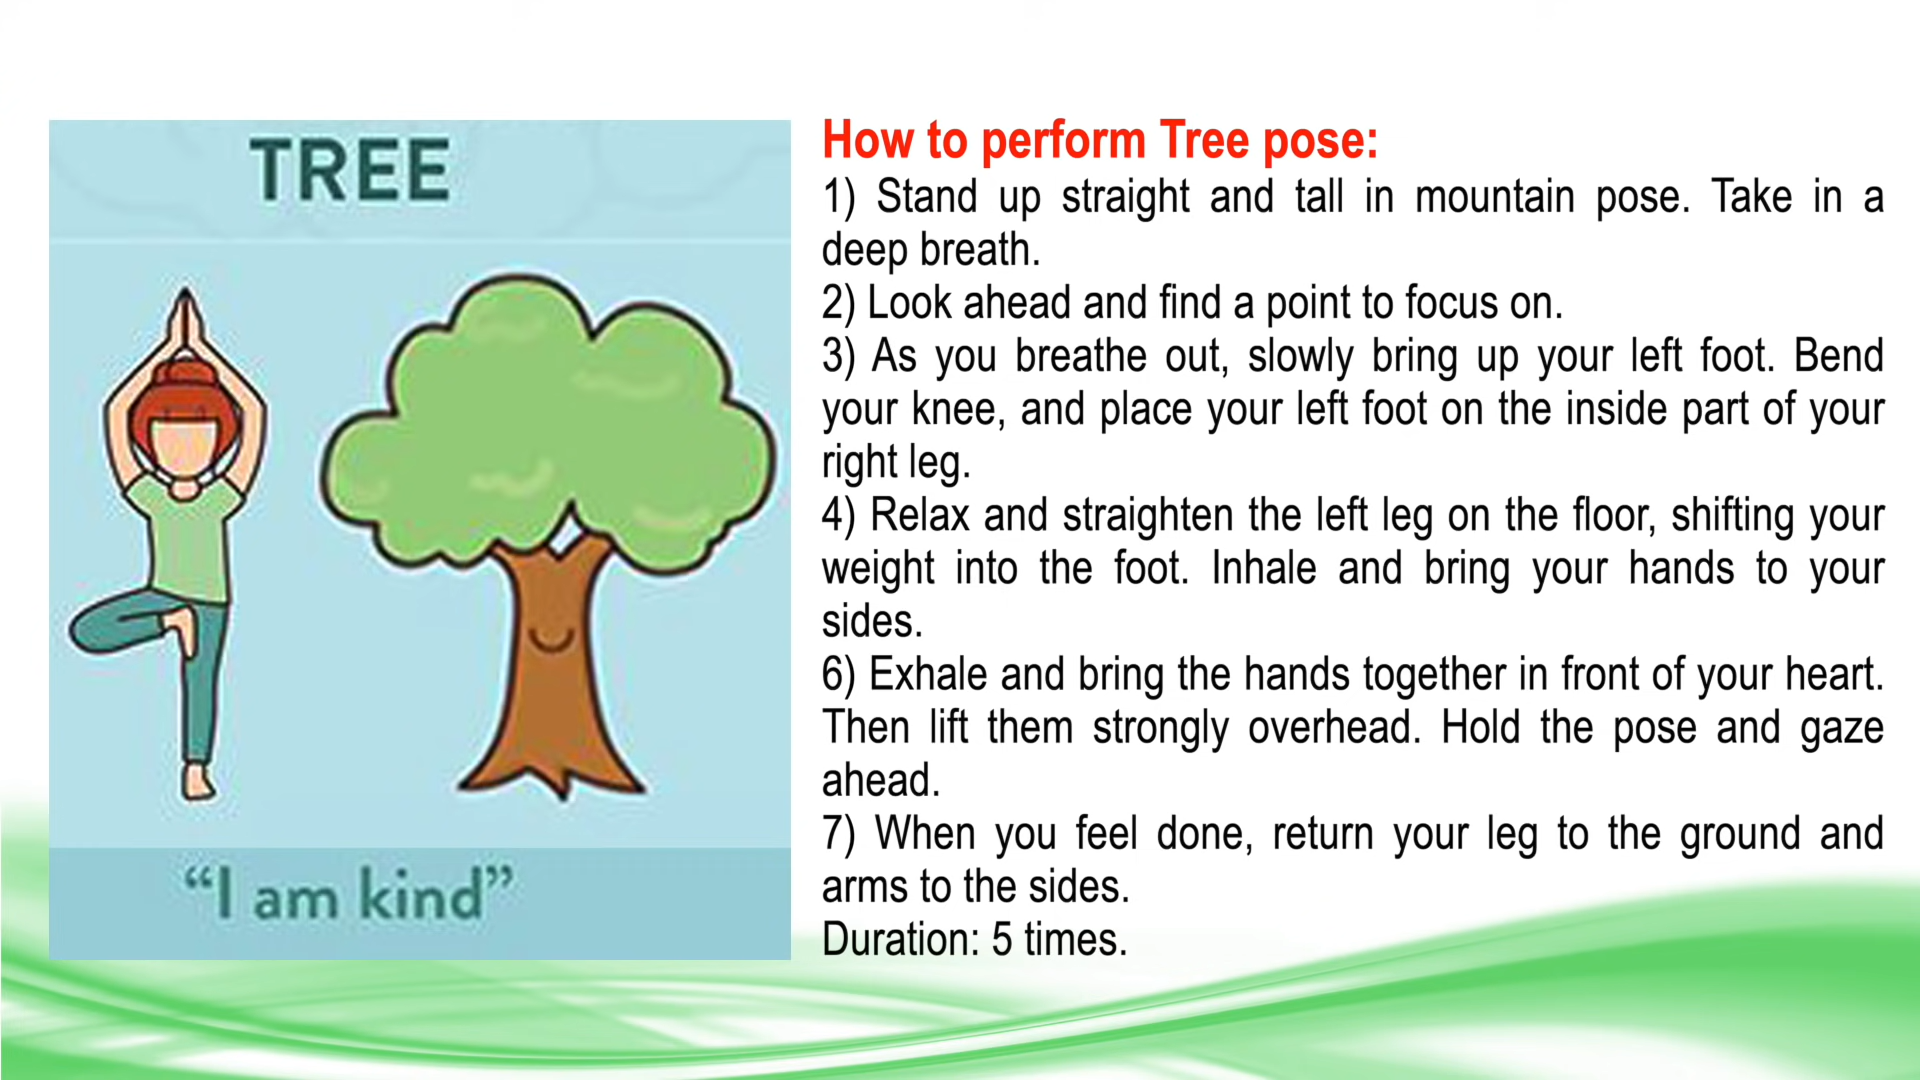 TREE
“I am kind”
How to perform Tree pose:
1) Stand up straight and tall in mountain pose. Take in a
deep breath.
2) Look ahead and find a point to focus on.
3) As you breathe out, slowly bring up your left foot. Bend
your knee, and place your left foot on the inside part of your
right leg.
4) Relax and straighten the left leg on the floor, shifting your
weight into the foot. Inhale and bring your hands to your
sides.
6) Exhale and bring the hands together in front of your heart.
Then lift them strongly overhead. Hold the pose and gaze
ahead.
7) When you feel done, return your leg to the ground and
arms to the sides.
Duration: 5 times.